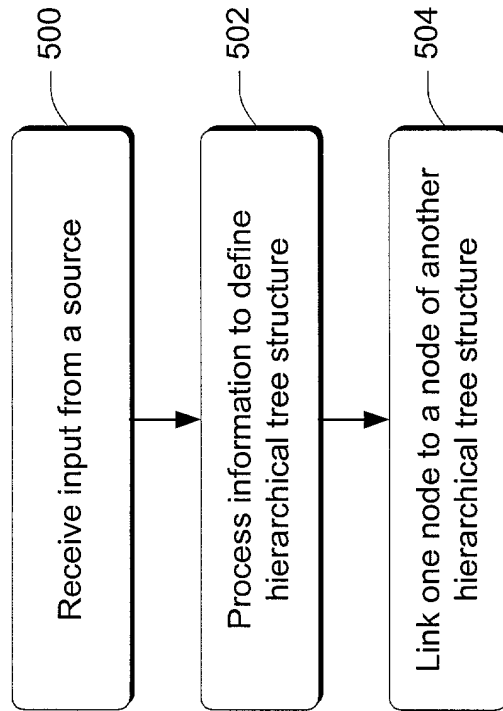 Receive input from a source
500
Process information to define
hierarchical tree structure
502
Link one node to a node of another
hierarchical tree structure
504